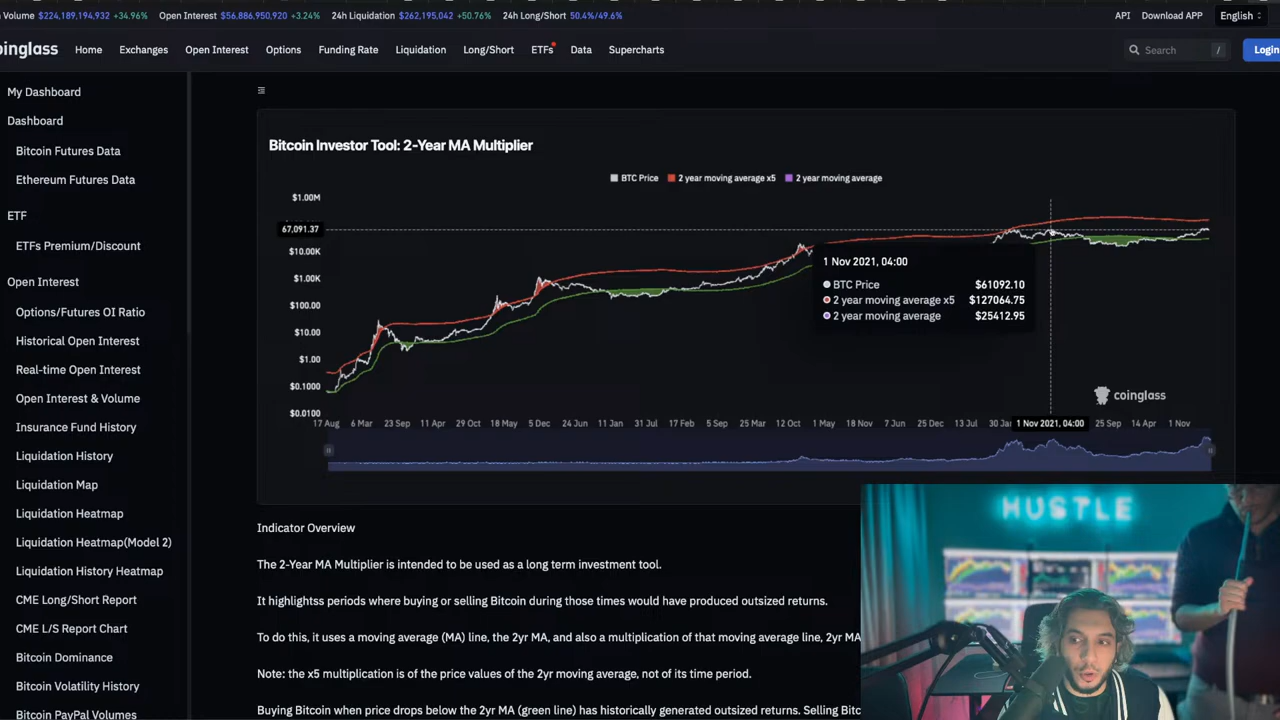 Volume $224,189,194,832 +34.96% Open Interest $56,886,950,920 +3.24% 24h Liquidation $262,195,042 +50.76% 24h Long/Short 50.4%/49.6% API Download APP English
inglass Home Exchanges Open Interest Options Funding Rate Liquidation Long/Short ETFs Data Supercharts Search / Login
My Dashboard
Dashboard
Bitcoin Futures Data
Ethereum Futures Data
ETF
ETFs Premium/Discount
Open Interest
Options/Futures OI Ratio
Historical Open Interest
Real-time Open Interest
Open Interest & Volume
Insurance Fund History
Liquidation History
Liquidation Map
Liquidation Heatmap
Liquidation Heatmap(Model 2)
Liquidation History Heatmap
CME Long/Short Report
CME L/S Report Chart
Bitcoin Dominance
Bitcoin Volatility History
Bitcoin PayPal Volumes
Bitcoin Investor Tool: 2-Year MA Multiplier
BTC Price 2 year moving average x5 2 year moving average
$1.00M
67,091.37
$10.00K
$1.00K
$100.00
$10.00
$1.00
$0.1000
$0.0100
1 Nov 2021, 04:00
BTC Price $61092.10
2 year moving average x5 $127064.75
2 year moving average $25412.95
coinglass
17 Aug 6 Mar 23 Sep 11 Apr 29 Oct 18 May 5 Dec 24 Jun 11 Jan 31 Jul 17 Feb 5 Sep 25 Mar 12 Oct 1 May 18 Nov 7 Jun 25 Dec 13 Jul 30 Ja 1 Nov 2021, 04:00 25 Sep 14 Apr 1 Nov
Indicator Overview
The 2-Year MA Multiplier is intended to be used as a long term investment tool.
It highlightss periods where buying or selling Bitcoin during those times would have produced outsized returns.
To do this, it uses a moving average (MA) line, the 2yr MA, and also a multiplication of that moving average line, 2yr MA
Note: the x5 multiplication is of the price values of the 2yr moving average, not of its time period.
Buying Bitcoin when price drops below the 2yr MA (green line) has historically generated outsized returns. Selling Bitc
HUSTLE